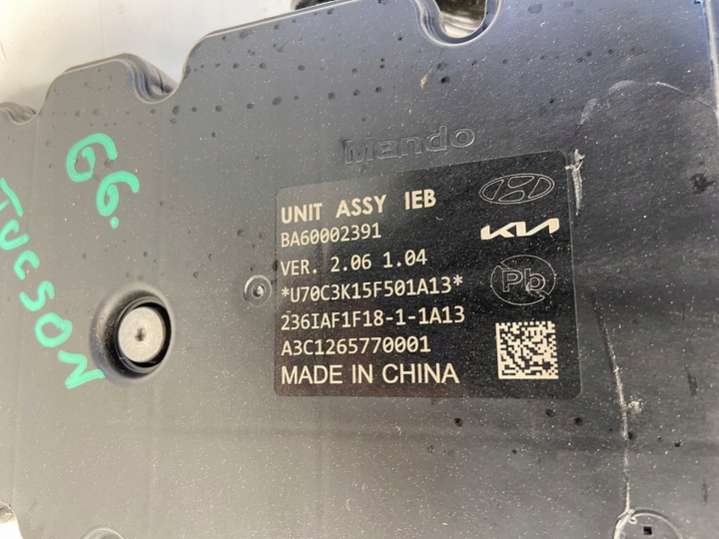 66.
TUCSON
Mando
UNIT ASSY IEB
BA60002391
KIA
VER. 2.06 1.04
*U70C3K15F501A13*
Pb
236IAF1F18-1-1A13
A3C1265770001
MADE IN CHINA